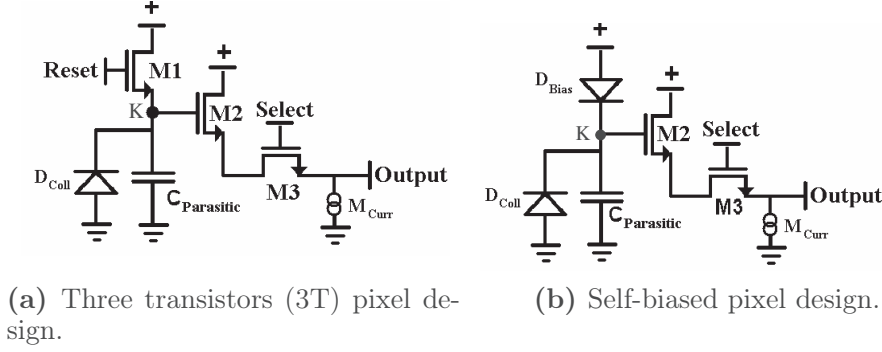 +
Reset
M1
+
K
M2
Select
D_Coll
C_Parasitic
M3
Output
M_Curr
(a) Three transistors (3T) pixel de-
sign.
+
D_Bias
+
K
M2
Select
D_Coll
C_Parasitic
M3
Output
M_Curr
(b) Self-biased pixel design.